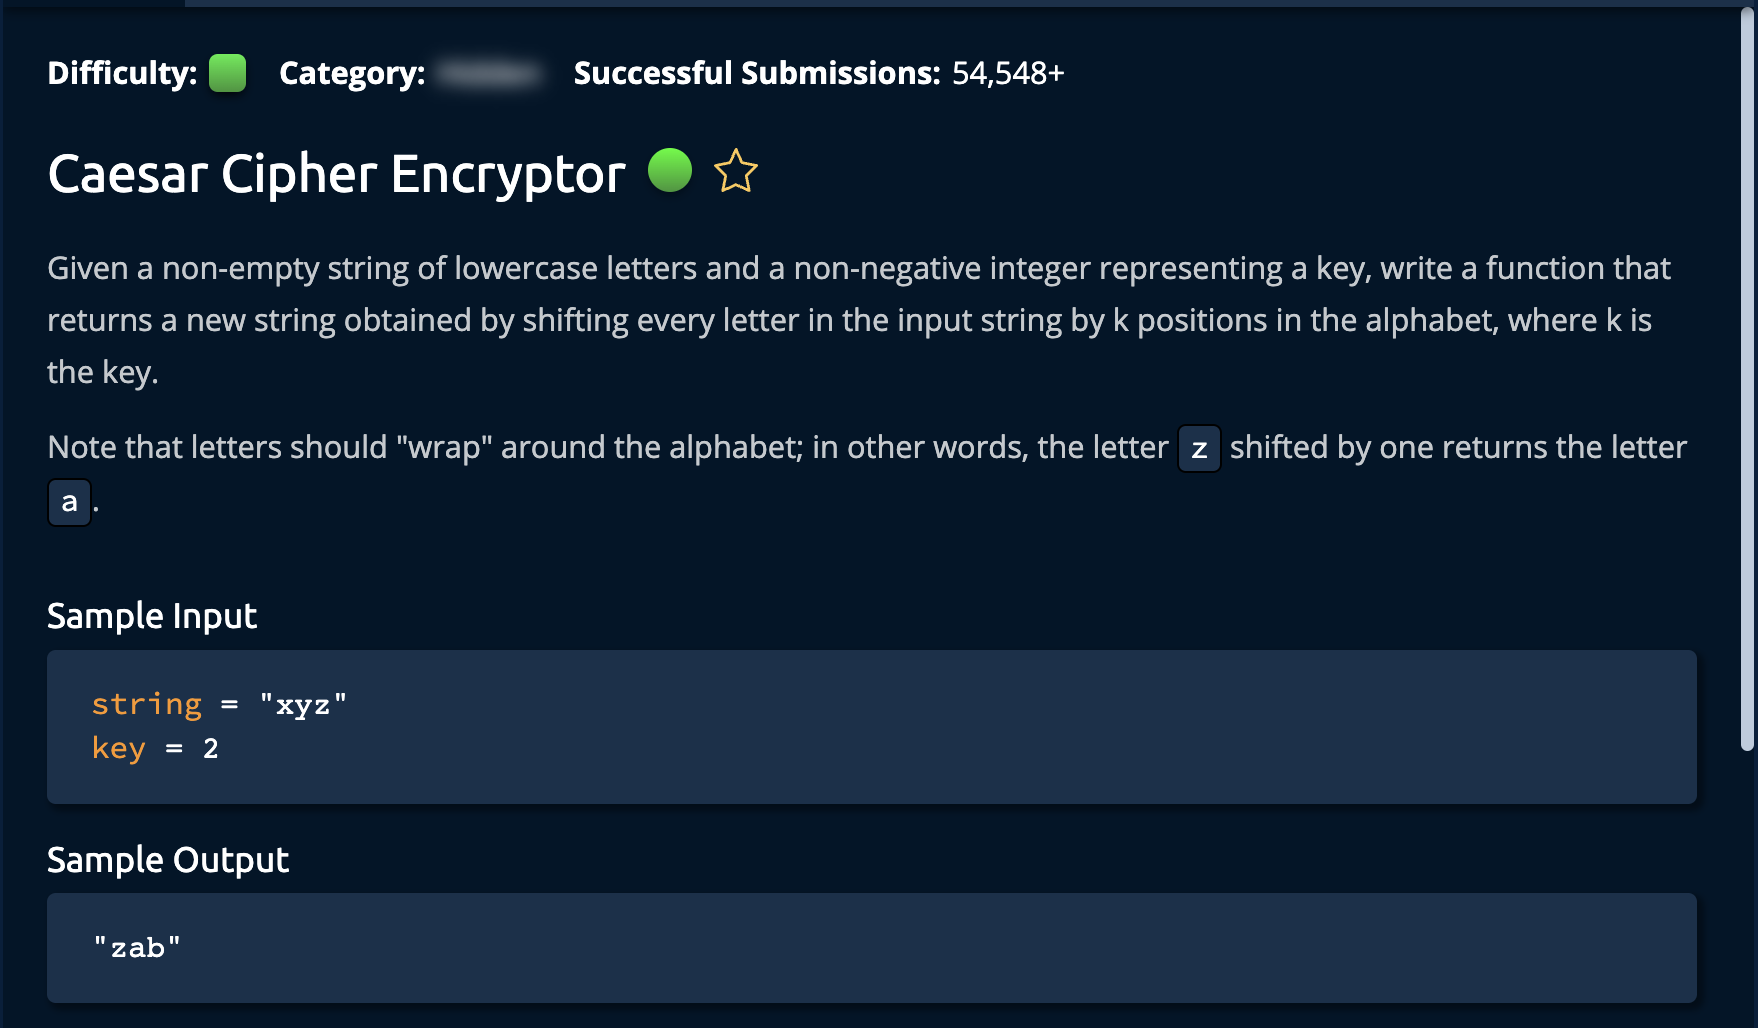 Difficulty: Category: Successful Submissions: 54,548+
Caesar Cipher Encryptor
Given a non-empty string of lowercase letters and a non-negative integer representing a key, write a function that
returns a new string obtained by shifting every letter in the input string by k positions in the alphabet, where k is
the key.
Note that letters should "wrap" around the alphabet; in other words, the letter z shifted by one returns the letter
a.
Sample Input
string = "xyz"
key = 2
Sample Output
"zab"